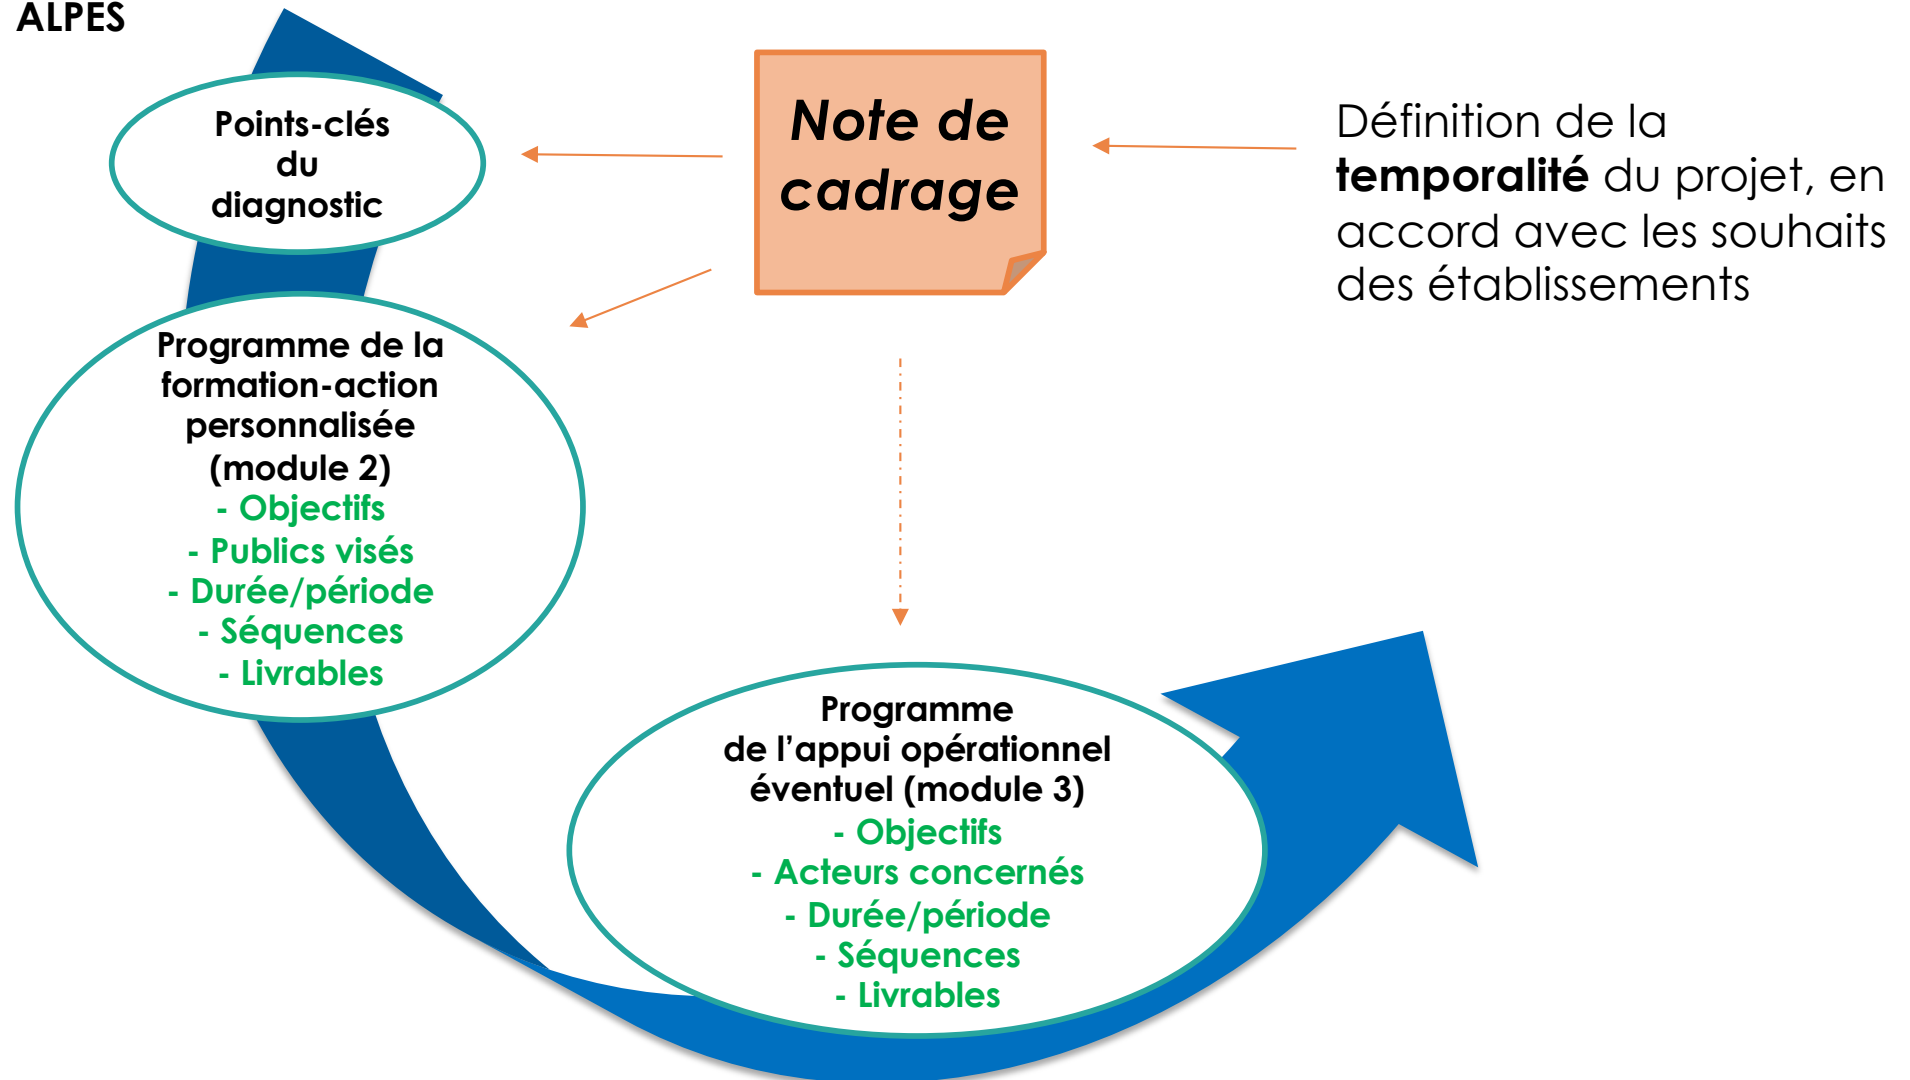 ALPES
Points-clés
du
diagnostic
Note de
cadrage
Définition de la
temporalité du projet, en
accord avec les souhaits
des établissements
Programme de la
formation-action
personnalisée
(module 2)
- Objectifs
- Publics visés
- Durée/période
- Séquences
- Livrables
Programme
de l’appui opérationnel
éventuel (module 3)
- Objectifs
- Acteurs concernés
- Durée/période
- Séquences
- Livrables